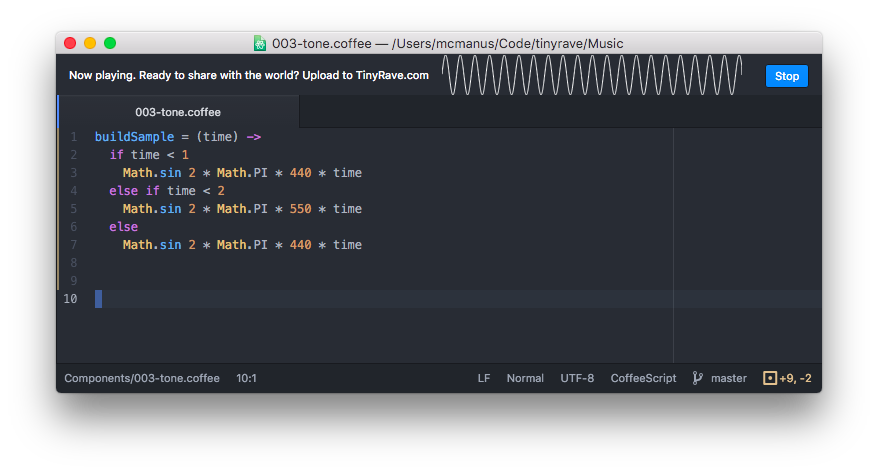 003-tone.coffee — /Users/mcmanus/Code/tinyrave/Music
Now playing. Ready to share with the world? Upload to TinyRave.com
Stop
003-tone.coffee
1 buildSample = (time) ->
2   if time < 1
3     Math.sin 2 * Math.PI * 440 * time
4   else if time < 2
5     Math.sin 2 * Math.PI * 550 * time
6   else
7     Math.sin 2 * Math.PI * 440 * time
8
9
10
Components/003-tone.coffee 10:1 LF Normal UTF-8 CoffeeScript master +9, -2